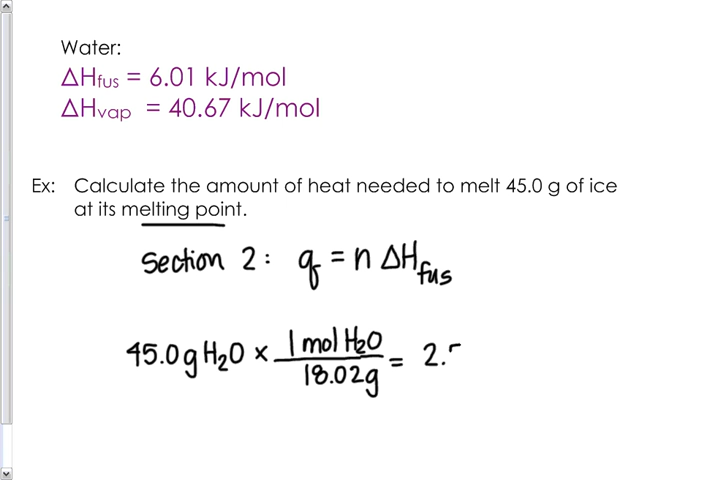 Water:
ΔHfus = 6.01 kJ/mol
ΔHvap = 40.67 kJ/mol
Ex: Calculate the amount of heat needed to melt 45.0 g of ice
at its melting point.
Section 2: q = n ΔHfus
45.0g H2O × 1 mol H2O / 18.02g = 2.